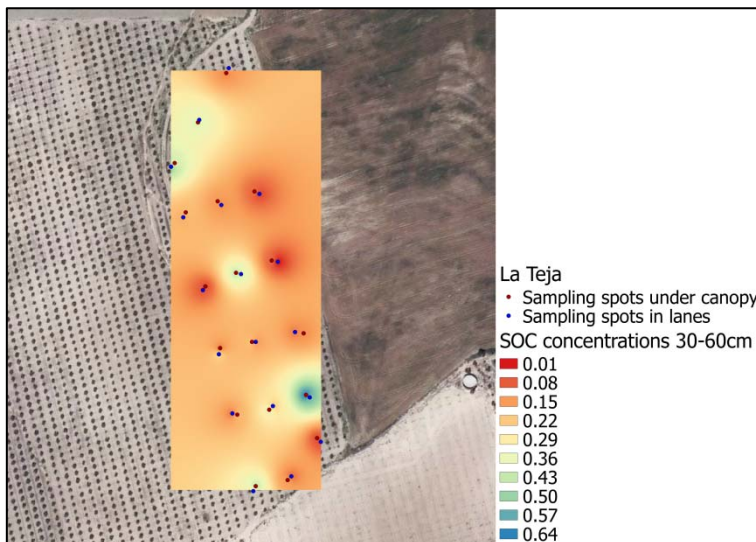 La Teja
Sampling spots under canopy
Sampling spots in lanes
SOC concentrations 30-60cm
0.01
0.08
0.15
0.22
0.29
0.36
0.43
0.50
0.57
0.64